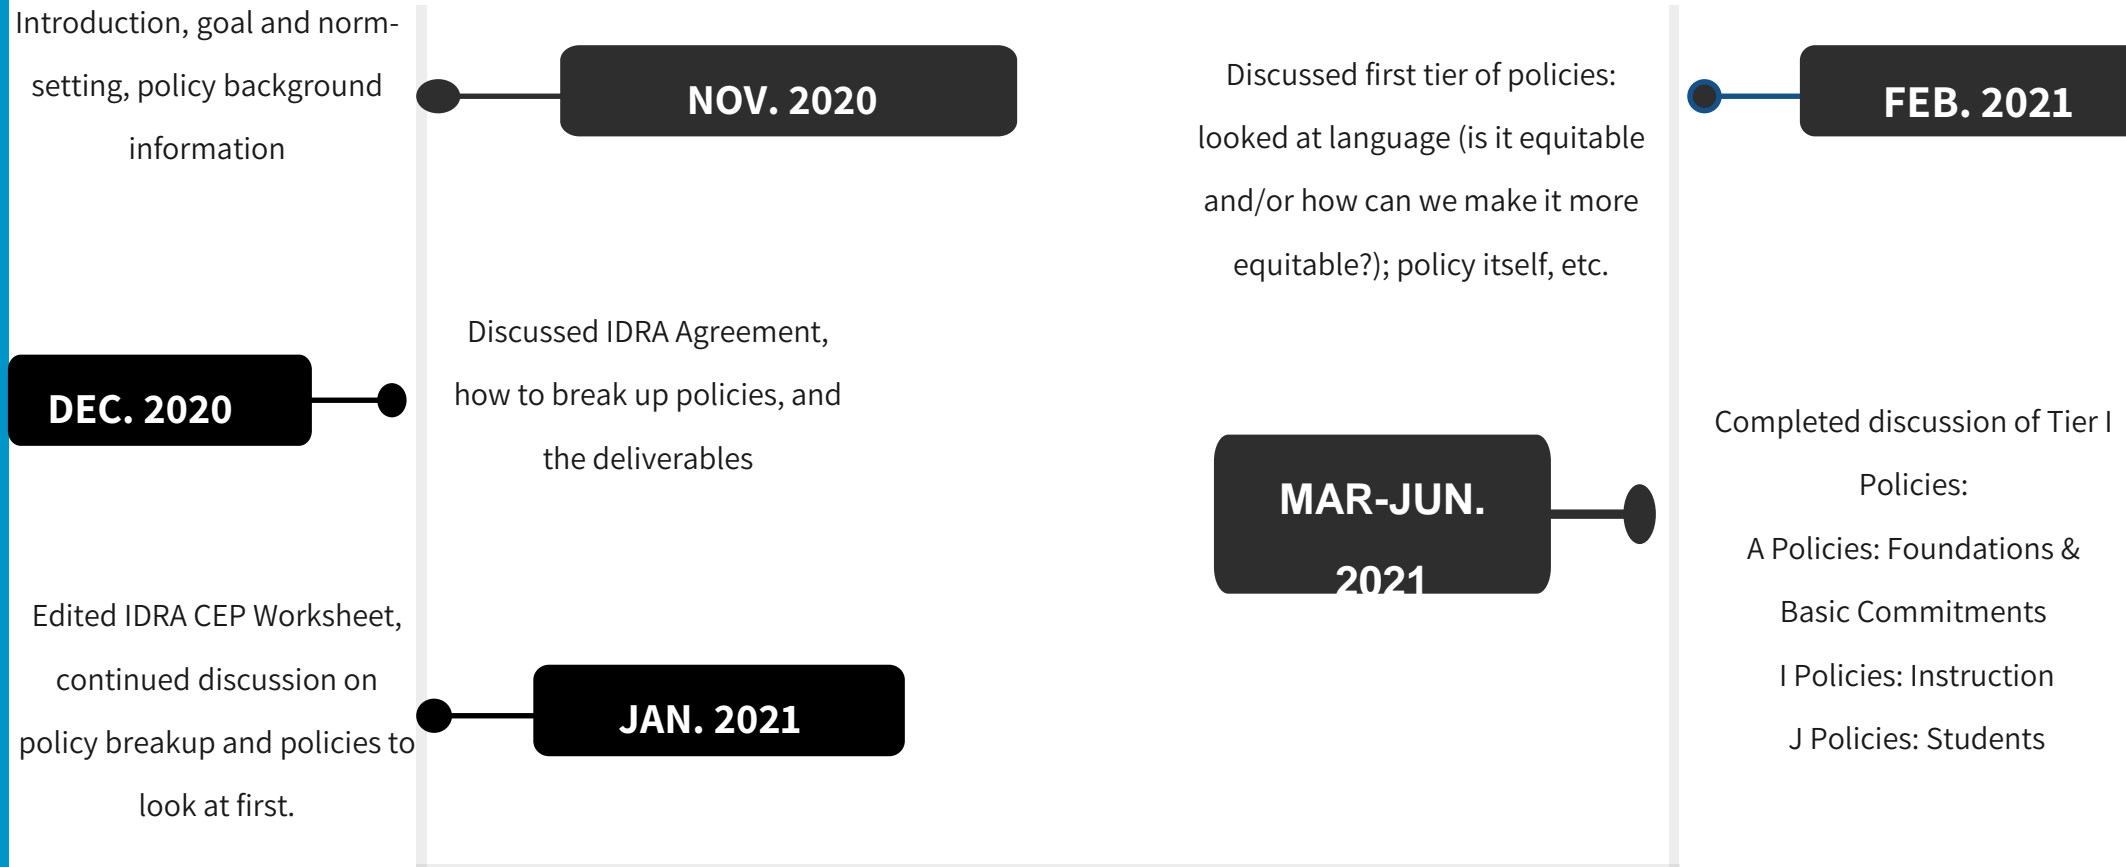 Introduction, goal and norm-
setting, policy background
information
NOV. 2020
DEC. 2020
Discussed IDRA Agreement,
how to break up policies, and
the deliverables
Edited IDRA CEP Worksheet,
continued discussion on
policy breakup and policies to
look at first.
JAN. 2021
Discussed first tier of policies:
looked at language (is it equitable
and/or how can we make it more
equitable?); policy itself, etc.
FEB. 2021
MAR-JUN.
2021
Completed discussion of Tier I
Policies:
A Policies: Foundations &
Basic Commitments
I Policies: Instruction
J Policies: Students